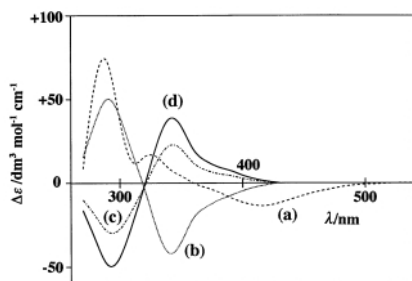 +100
+50
0
-50
Δε/dm³ mol⁻¹ cm⁻¹
(d)
400
300
500
(c)
(a)
λ/nm
(b)